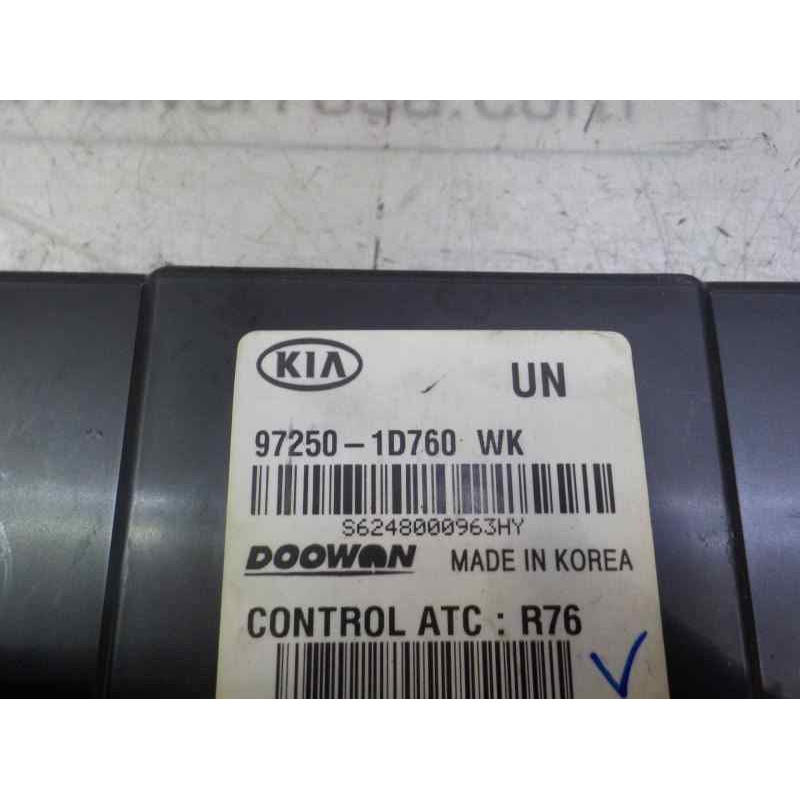 KIA
UN
97250-1D760 WK
S6248000963HY
DOOWON MADE IN KOREA
CONTROL ATC : R76